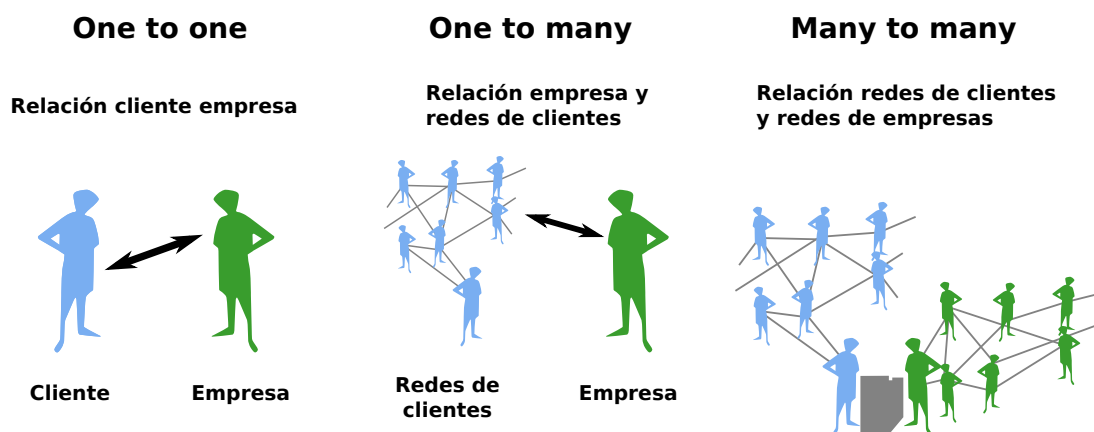 One to one
One to many
Many to many
Relación cliente empresa
Relación empresa y
redes de clientes
Relación redes de clientes
y redes de empresas
Cliente
Empresa
Redes de
clientes
Empresa